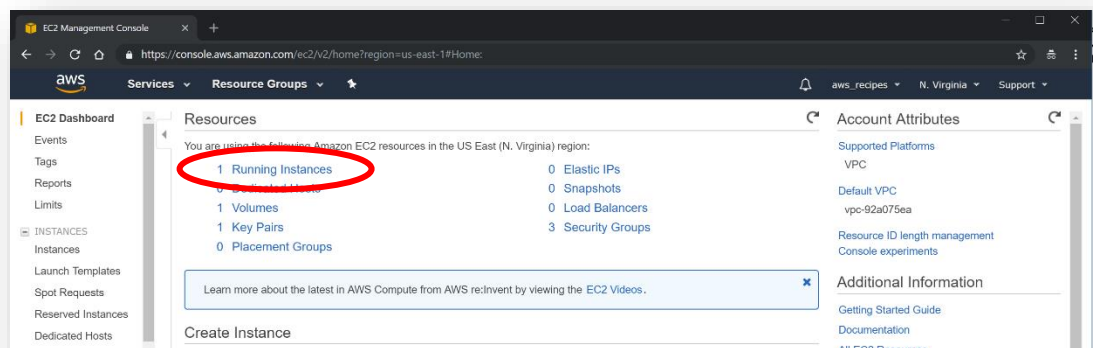 EC2 Management Console
https://console.aws.amazon.com/ec2/v2/home?region=us-east-1#Home:
aws Services Resource Groups aws_recipes N. Virginia Support
EC2 Dashboard
Events
Tags
Reports
Limits
INSTANCES
Instances
Launch Templates
Spot Requests
Reserved Instances
Dedicated Hosts
Resources
You are using the following Amazon EC2 resources in the US East (N. Virginia) region:
1 Running Instances
0 Dedicated Hosts
1 Volumes
1 Key Pairs
0 Placement Groups
0 Elastic IPs
0 Snapshots
0 Load Balancers
3 Security Groups
Learn more about the latest in AWS Compute from AWS re:Invent by viewing the EC2 Videos.
Create Instance
Account Attributes
Supported Platforms
VPC
Default VPC
vpc-92a075ea
Resource ID length management
Console experiments
Additional Information
Getting Started Guide
Documentation